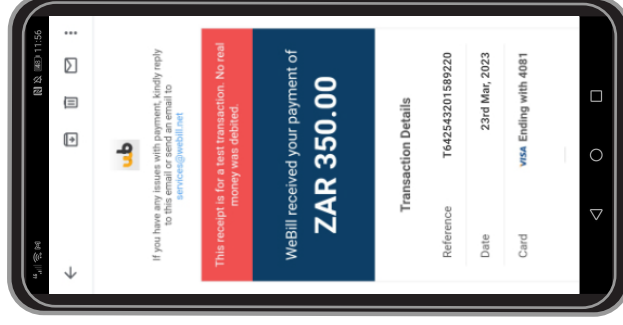 11:56
ub
If you have any issues with payment, kindly reply
to this email or send an email to
services@webill.net
This receipt is for a test transaction. No real
money was debited.
WeBill received your payment of
ZAR 350.00
Transaction Details
Reference T642543201589220
Date 23rd Mar, 2023
Card VISA Ending with 4081